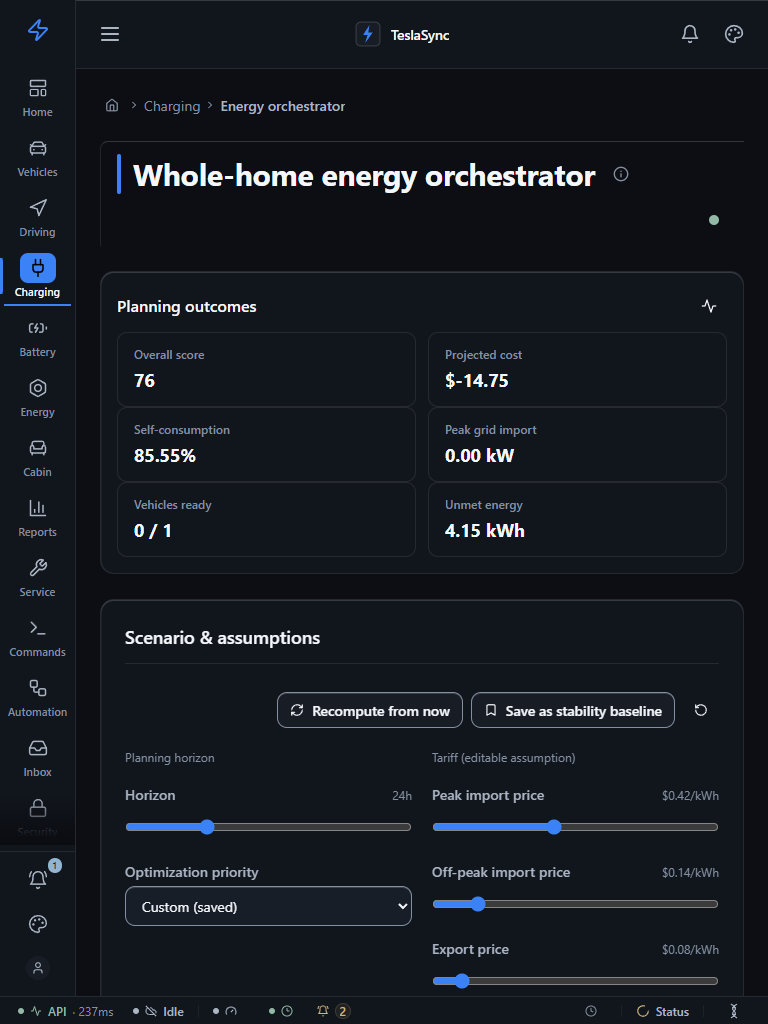 TeslaSync
Home
Vehicles
Driving
Charging
Battery
Energy
Cabin
Reports
Service
Commands
Automation
Inbox
Security
1
Charging
Energy orchestrator
Whole-home energy orchestrator
Planning outcomes
Overall score
76
Projected cost
$-14.75
Self-consumption
85.55%
Peak grid import
0.00 kW
Vehicles ready
0 / 1
Unmet energy
4.15 kWh
Scenario & assumptions
Recompute from now
Save as stability baseline
Planning horizon
Horizon 24h
Optimization priority
Custom (saved)
Tariff (editable assumption)
Peak import price $0.42/kWh
Off-peak import price $0.14/kWh
Export price $0.08/kWh
API · 237ms Idle 2 Status